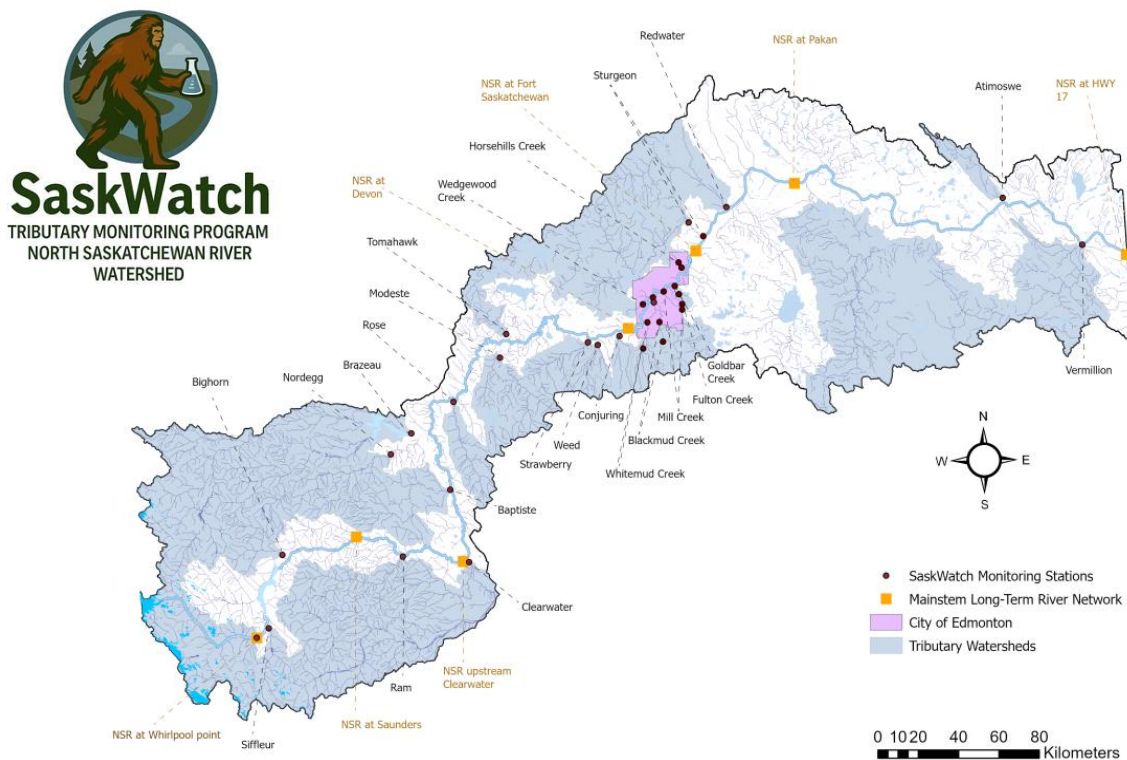 SaskWatch
TRIBUTARY MONITORING PROGRAM
NORTH SASKATCHEWAN RIVER
WATERSHED
Redwater
NSR at Pakan
Sturgeon
NSR at Fort
Saskatchewan
Atimoswe
NSR at HWY
17
Horsehills Creek
NSR at
Devon
Wedgewood
Creek
Tomahawk
Modeste
Rose
Brazeau
Nordegg
Bighorn
Goldbar
Creek
Fulton Creek
Mill Creek
Conjuring
Blackmud Creek
Weed
Strawberry
Whitemud Creek
Vermillion
Baptiste
Clearwater
NSR upstream
Clearwater
Ram
NSR at Saunders
NSR at Whirlpool point
Siffleur
N
W
E
S
SaskWatch Monitoring Stations
Mainstem Long-Term River Network
City of Edmonton
Tributary Watersheds
0 10 20 40 60 80
Kilometers